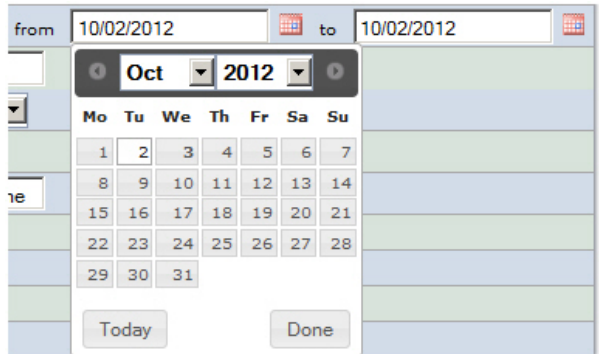 from 10/02/2012 to 10/02/2012
Oct 2012
Mo Tu We Th Fr Sa Su
1 2 3 4 5 6 7
8 9 10 11 12 13 14
ne
15 16 17 18 19 20 21
22 23 24 25 26 27 28
29 30 31
Today Done